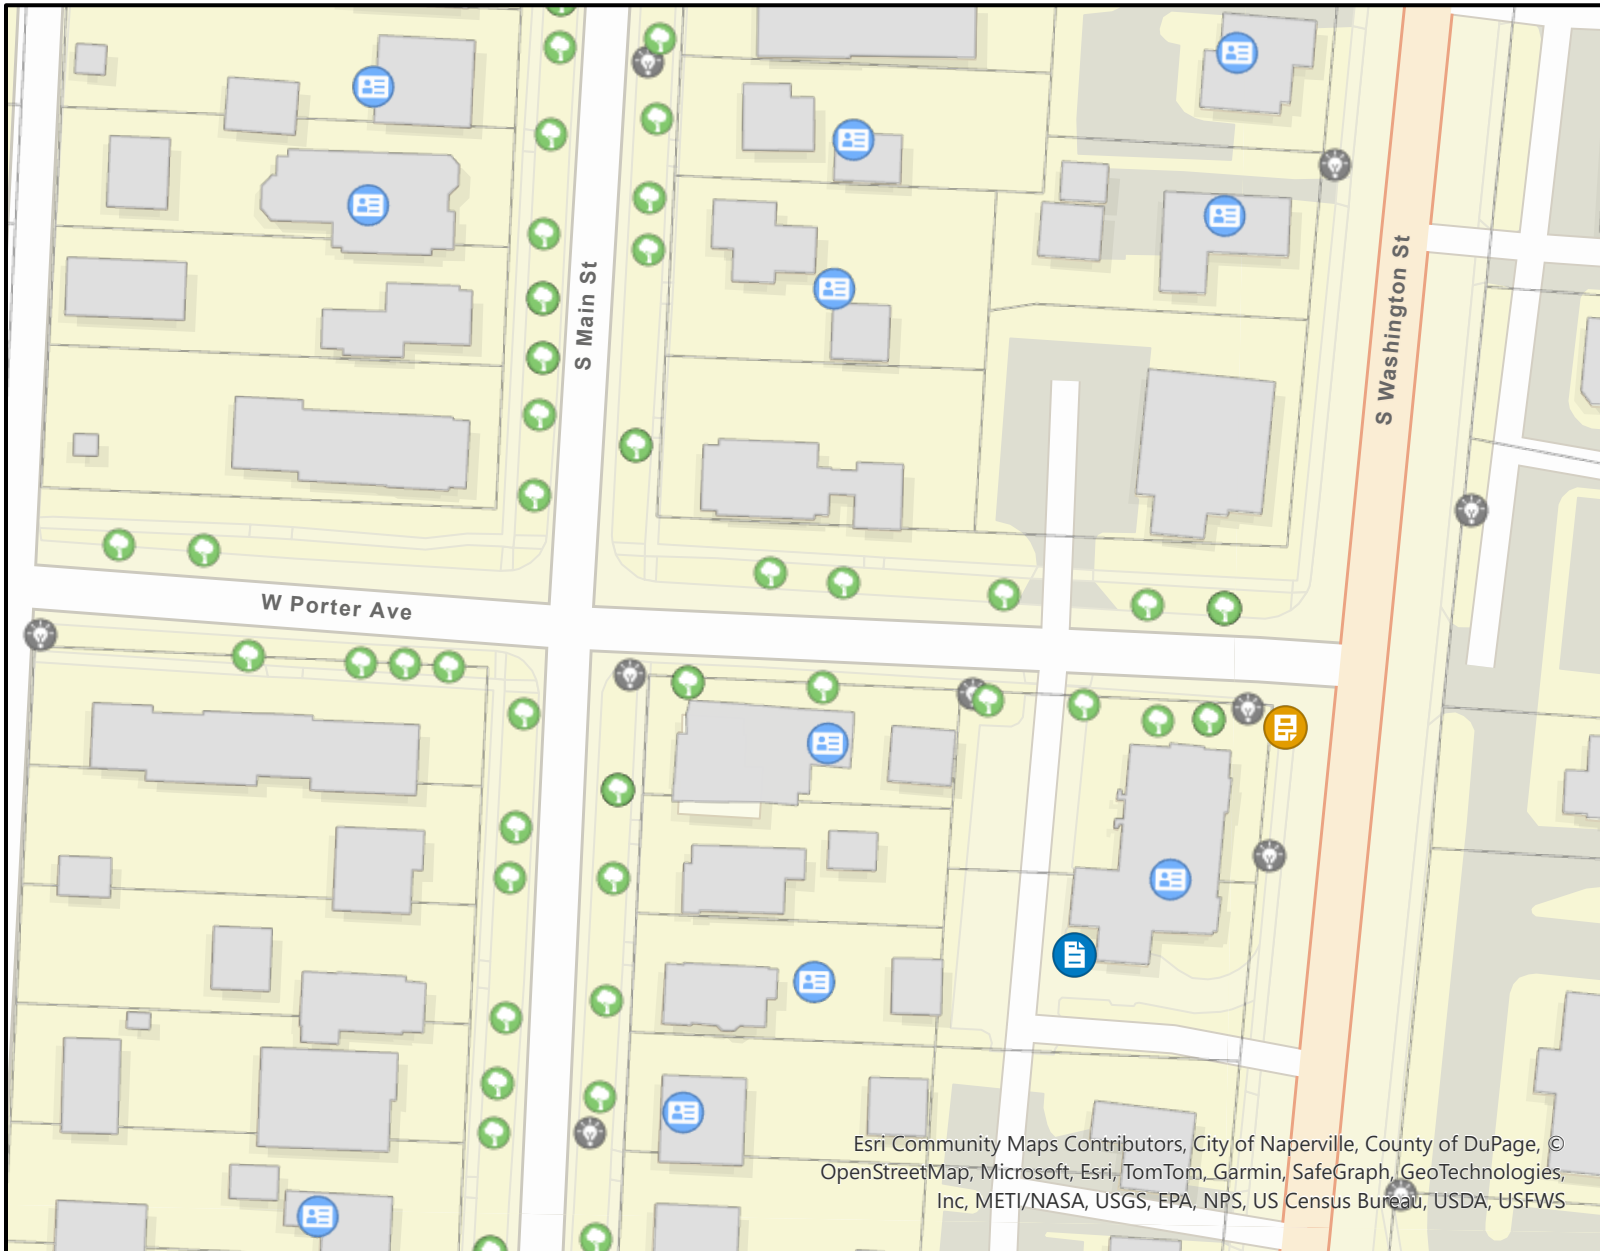 S Main St
S Washington St
W Porter Ave
Esri Community Maps Contributors, City of Naperville, County of DuPage, ©
OpenStreetMap, Microsoft, Esri, TomTom, Garmin, SafeGraph, GeoTechnologies,
Inc, METI/NASA, USGS, EPA, NPS, US Census Bureau, USDA, USFWS